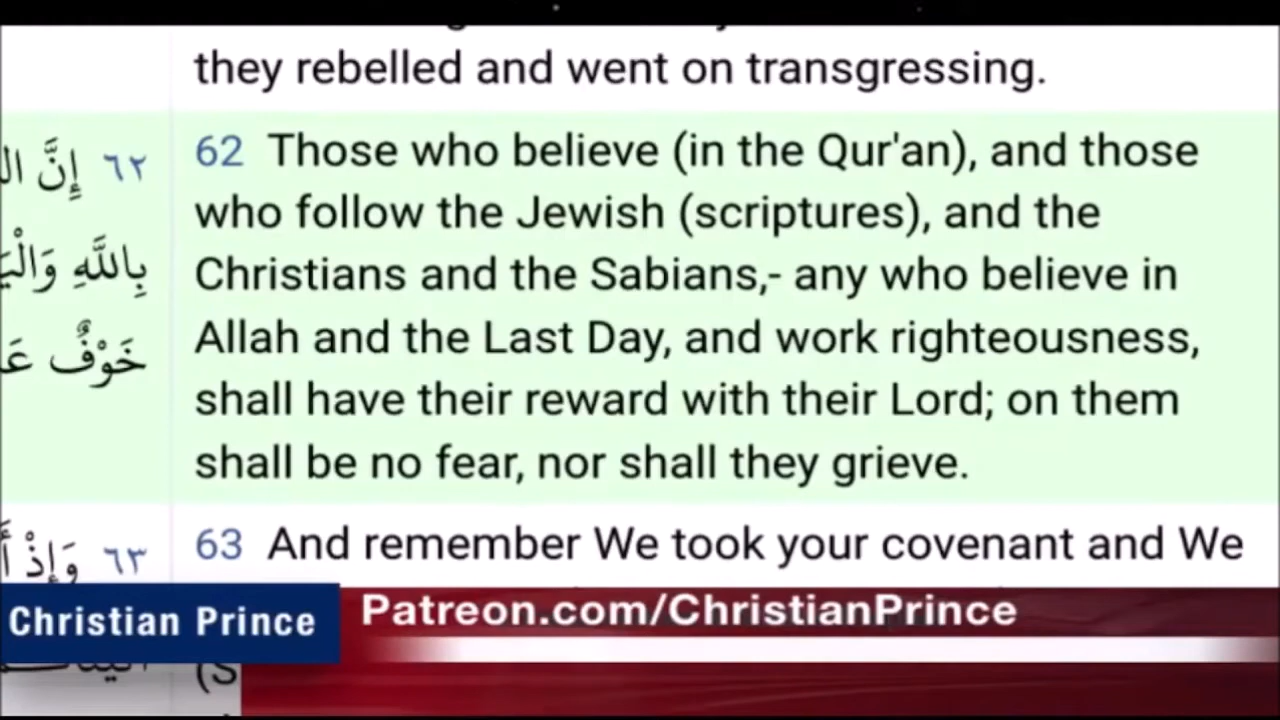 they rebelled and went on transgressing.
٦٢ إِنَّ
62 Those who believe (in the Qur'an), and those
who follow the Jewish (scriptures), and the
بِاللَّهِ
Christians and the Sabians,- any who believe in
Allah and the Last Day, and work righteousness,
خَوْفٌ
shall have their reward with their Lord; on them
shall be no fear, nor shall they grieve.
٦٣ وَإِذْ
63 And remember We took your covenant and We
Christian Prince
Patreon.com/ChristianPrince
(S